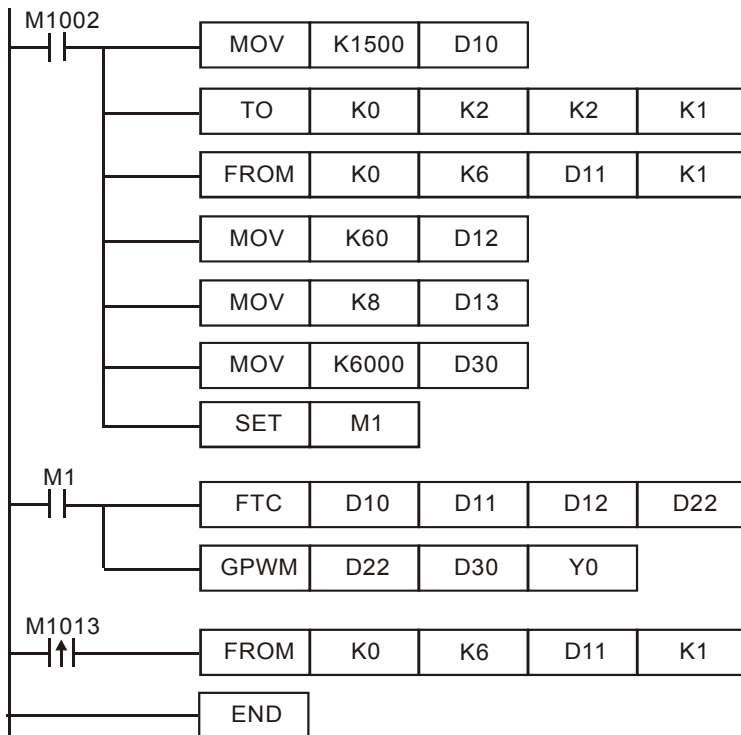 M1002
MOV K1500 D10
TO K0 K2 K2 K1
FROM K0 K6 D11 K1
MOV K60 D12
MOV K8 D13
MOV K6000 D30
SET M1
M1
FTC D10 D11 D12 D22
GPWM D22 D30 Y0
M1013
FROM K0 K6 D11 K1
END